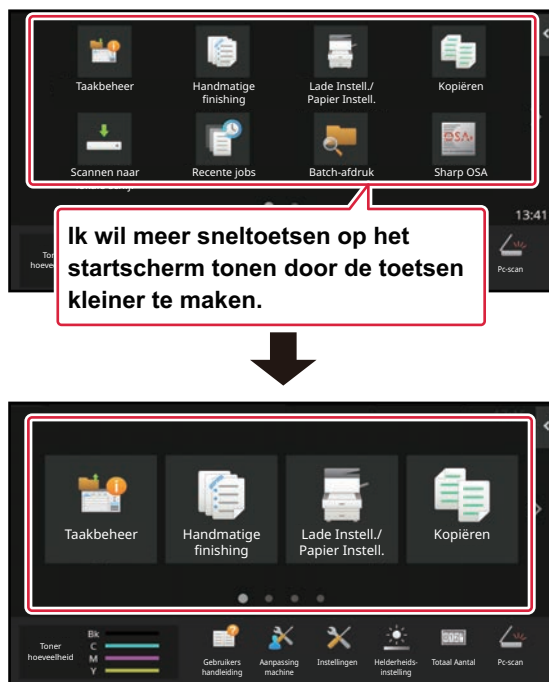 Taakbeheer
Handmatige
finishing
Lade Instell./
Papier Instell.
Kopiëren
Scannen naar
Recente jobs
Batch-afdruk
OSA
Sharp OSA
13:41
Ik wil meer sneltoetsen op het
startscherm tonen door de toetsen
kleiner te maken.
Pc-scan
Taakbeheer
Handmatige
finishing
Lade Instell./
Papier Instell.
Kopiëren
Toner
hoeveelheid
Bk
C
M
Y
Gebruikers
handleiding
Aanpassing
machine
Instellingen
Helderheids-
instelling
Totaal Aantal
Pc-scan